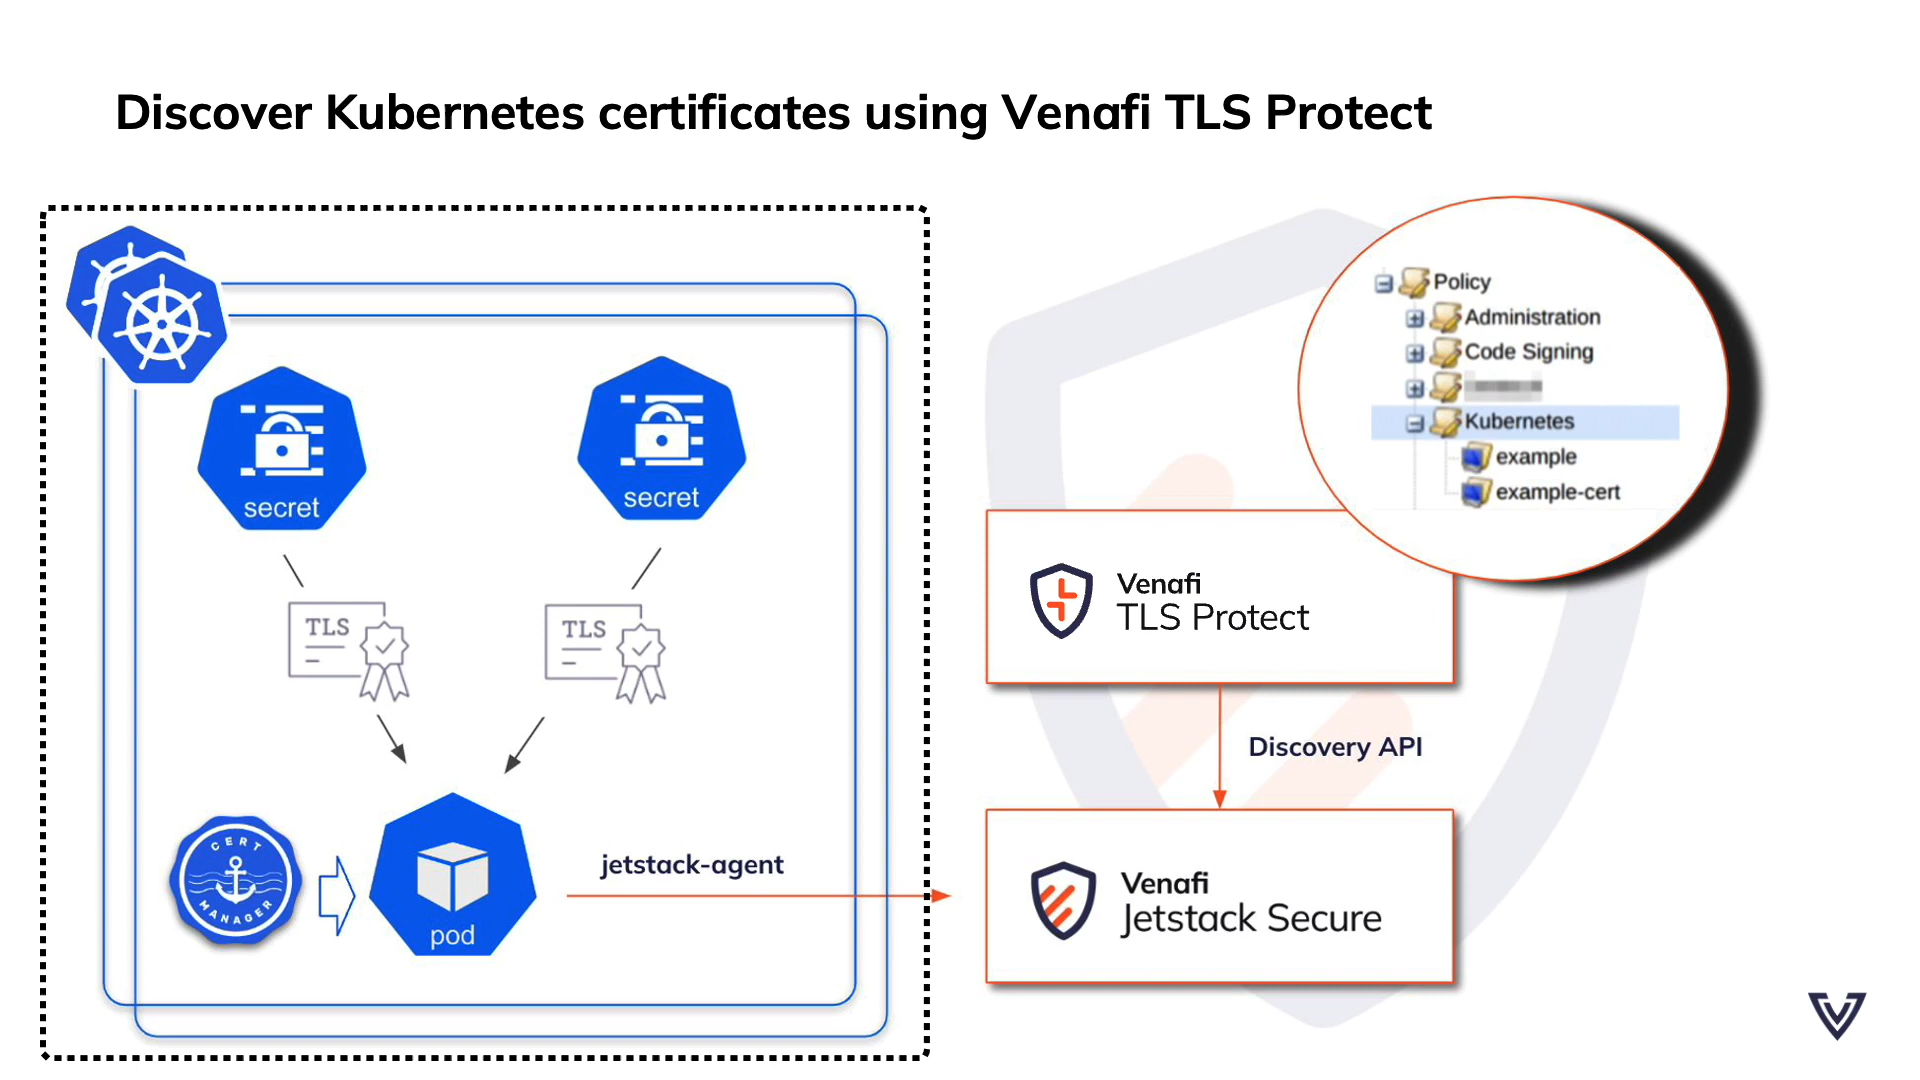 Discover Kubernetes certificates using Venafi TLS Protect
secret
secret
TLS
TLS
CERT
MANAGER
pod
jetstack-agent
Policy
Administration
Code Signing
Kubernetes
example
example-cert
Venafi
TLS Protect
Discovery API
Venafi
Jetstack Secure